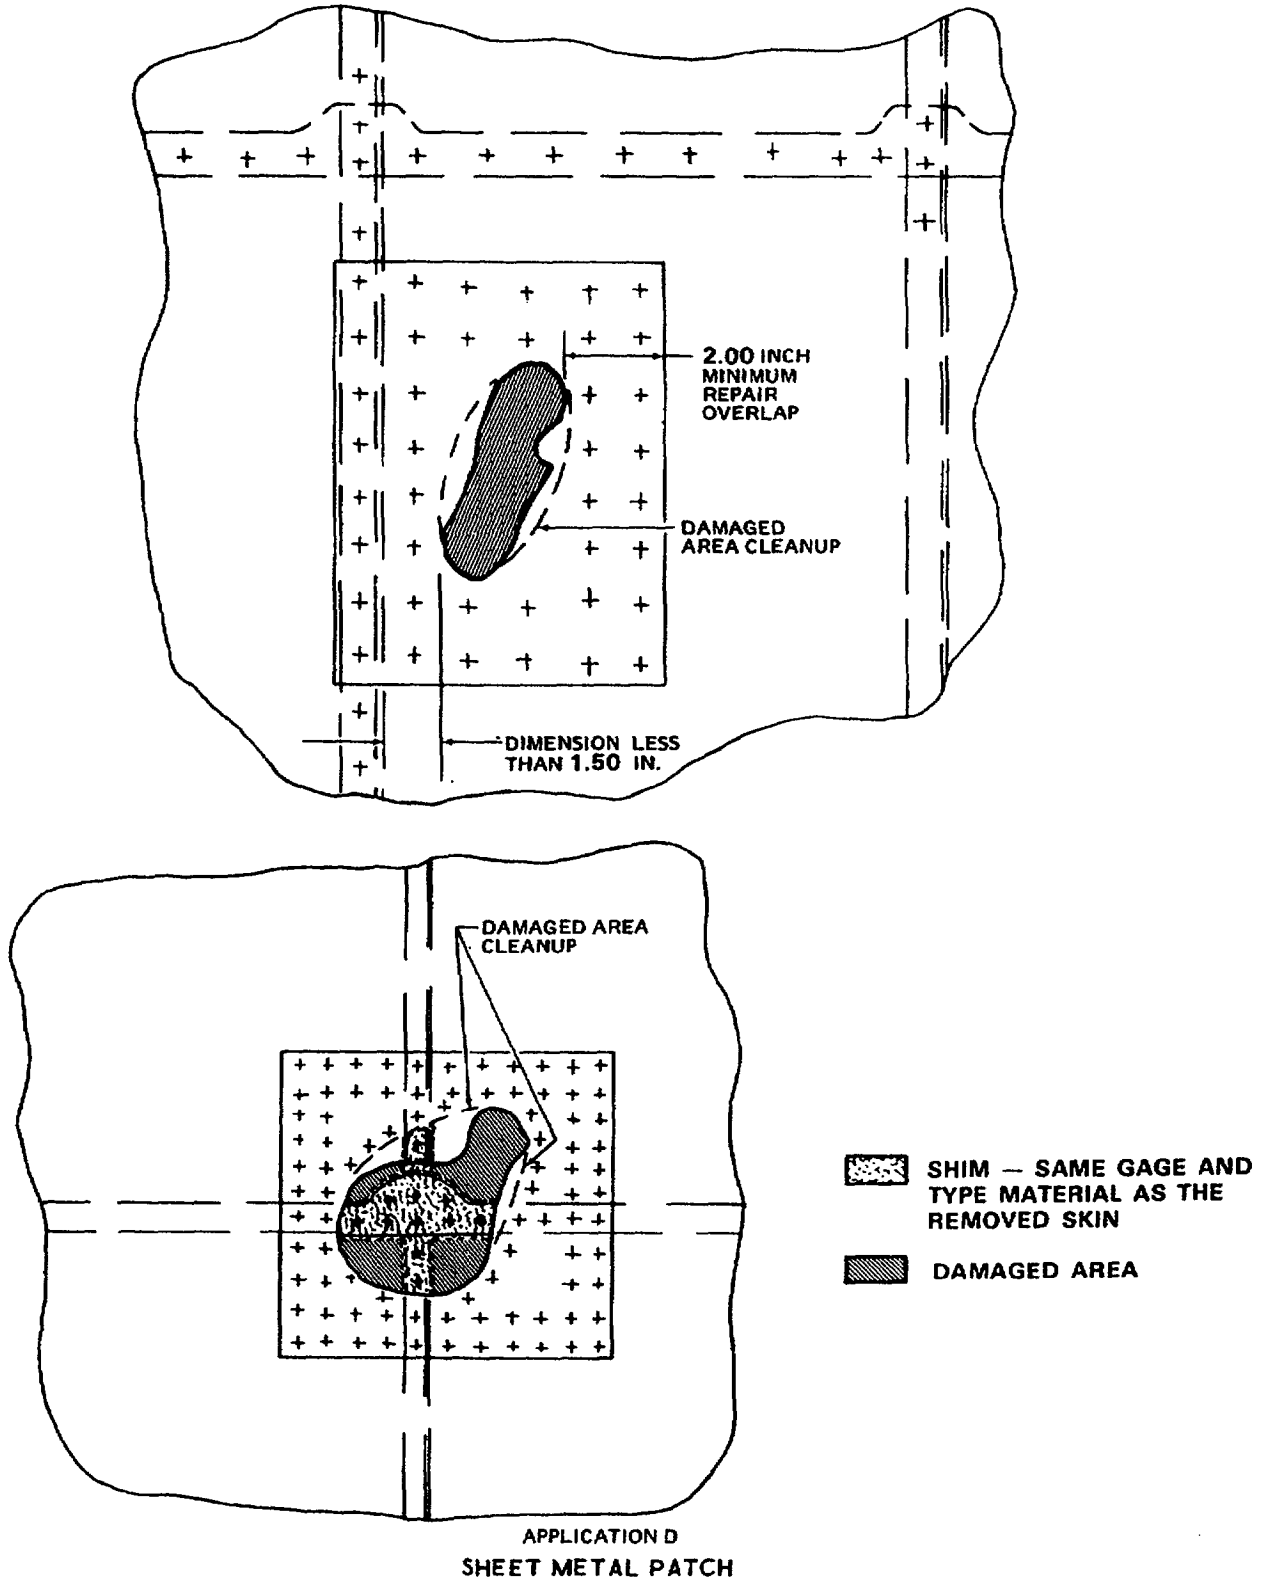 2.00 INCH
MINIMUM
REPAIR
OVERLAP
DAMAGED
AREA CLEANUP
DIMENSION LESS
THAN 1.50 IN.
DAMAGED AREA
CLEANUP
SHIM — SAME GAGE AND
TYPE MATERIAL AS THE
REMOVED SKIN
DAMAGED AREA
APPLICATION D
SHEET METAL PATCH